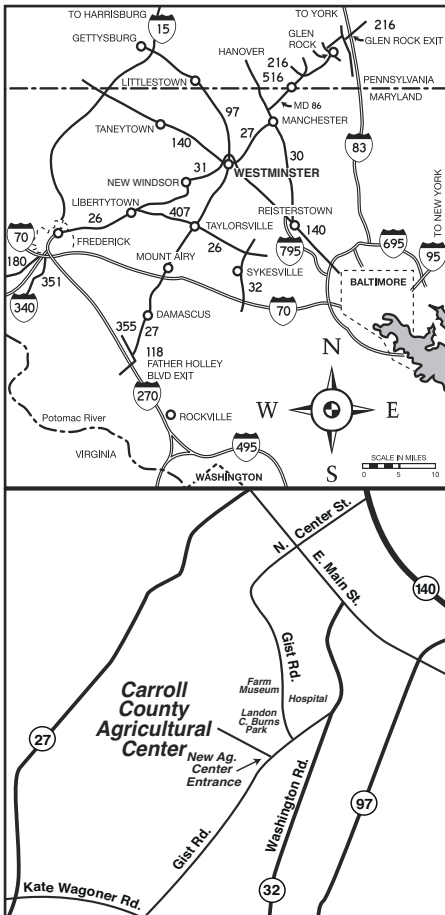 TO HARRISBURG
15
GETTYSBURG
TO YORK
216
GLEN
ROCK
GLEN ROCK EXIT
HANOVER
216
516
LITTLESTOWN
PENNSYLVANIA
MARYLAND
MD 86
97
TANEYTOWN
MANCHESTER
27
140
30
83
31
WESTMINSTER
NEW WINDSOR
LIBERTYTOWN
407
REISTERSTOWN
TO NEW YORK
26
TAYLORSVILLE
140
70
FREDERICK
26
795
695
95
180
MOUNT AIRY
SYKESVILLE
BALTIMORE
351
32
340
70
DAMASCUS
355
27
N
118
FATHER HOLLEY
BLVD EXIT
270
W
E
ROCKVILLE
Potomac River
495
VIRGINIA
SCALE IN MILES
WASHINGTON
0
5
10
S
N. Center St.
E. Main St.
140
Gist Rd.
Farm
Museum
Hospital
Carroll
County
Agricultural
Center
Landon
C. Burns
Park
27
New Ag.
Center
Entrance
Washington Rd.
97
Gist Rd.
Kate Wagoner Rd.
32